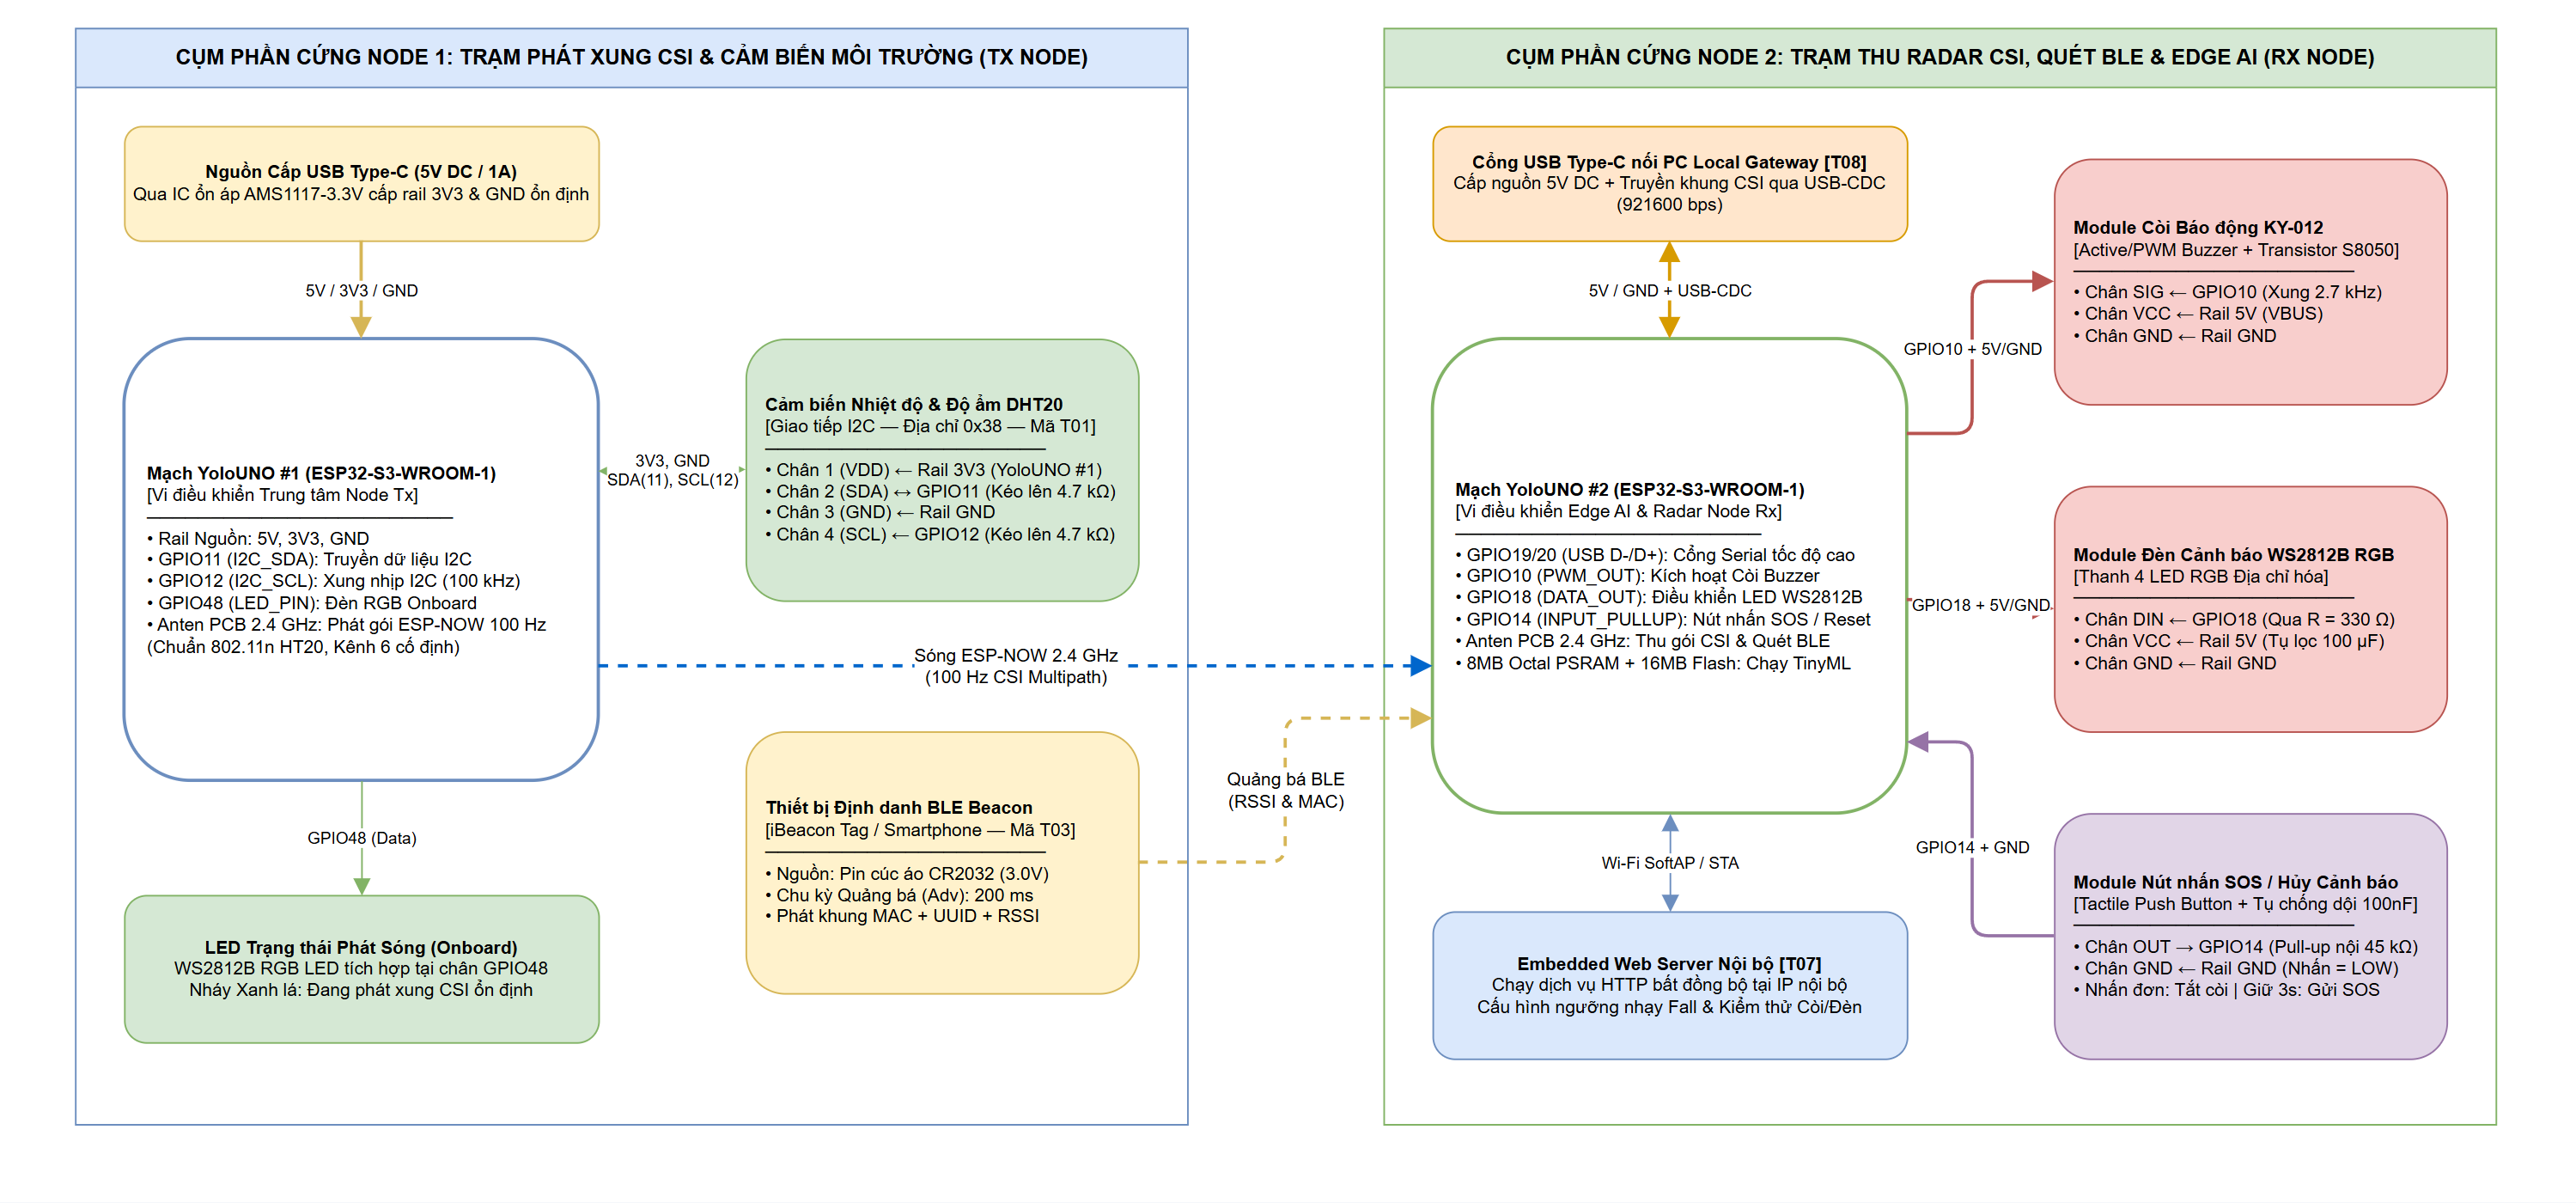 CỤM PHẦN CỨNG NODE 1: TRẠM PHÁT XUNG CSI & CẢM BIẾN MÔI TRƯỜNG (TX NODE)
Nguồn Cấp USB Type-C (5V DC / 1A)
Qua IC ổn áp AMS1117-3.3V cấp rail 3V3 & GND ổn định
5V / 3V3 / GND
Mạch YoloUNO #1 (ESP32-S3-WROOM-1)
[Vi điều khiển Trung tâm Node Tx]
• Rail Nguồn: 5V, 3V3, GND
• GPIO11 (I2C_SDA): Truyền dữ liệu I2C
• GPIO12 (I2C_SCL): Xung nhịp I2C (100 kHz)
• GPIO48 (LED_PIN): Đèn RGB Onboard
• Anten PCB 2.4 GHz: Phát gói ESP-NOW 100 Hz
(Chuẩn 802.11n HT20, Kênh 6 cố định)
3V3, GND
SDA(11), SCL(12)
Cảm biến Nhiệt độ & Độ ẩm DHT20
[Giao tiếp I2C — Địa chỉ 0x38 — Mã T01]
• Chân 1 (VDD) ← Rail 3V3 (YoloUNO #1)
• Chân 2 (SDA) ↔ GPIO11 (Kéo lên 4.7 kΩ)
• Chân 3 (GND) ← Rail GND
• Chân 4 (SCL) ← GPIO12 (Kéo lên 4.7 kΩ)
Sóng ESP-NOW 2.4 GHz
(100 Hz CSI Multipath)
GPIO48 (Data)
LED Trạng thái Phát Sóng (Onboard)
WS2812B RGB LED tích hợp tại chân GPIO48
Nháy Xanh lá: Đang phát xung CSI ổn định
Thiết bị Định danh BLE Beacon
[iBeacon Tag / Smartphone — Mã T03]
• Nguồn: Pin cúc áo CR2032 (3.0V)
• Chu kỳ Quảng bá (Adv): 200 ms
• Phát khung MAC + UUID + RSSI
Quảng bá BLE
(RSSI & MAC)
CỤM PHẦN CỨNG NODE 2: TRẠM THU RADAR CSI, QUÉT BLE & EDGE AI (RX NODE)
Cổng USB Type-C nối PC Local Gateway [T08]
Cấp nguồn 5V DC + Truyền khung CSI qua USB-CDC
(921600 bps)
5V / GND + USB-CDC
Mạch YoloUNO #2 (ESP32-S3-WROOM-1)
[Vi điều khiển Edge AI & Radar Node Rx]
• GPIO19/20 (USB D-/D+): Cổng Serial tốc độ cao
• GPIO10 (PWM_OUT): Kích hoạt Còi Buzzer
• GPIO18 (DATA_OUT): Điều khiển LED WS2812B
• GPIO14 (INPUT_PULLUP): Nút nhấn SOS / Reset
• Anten PCB 2.4 GHz: Thu gói CSI & Quét BLE
• 8MB Octal PSRAM + 16MB Flash: Chạy TinyML
Wi-Fi SoftAP / STA
Embedded Web Server Nội bộ [T07]
Chạy dịch vụ HTTP bất đồng bộ tại IP nội bộ
Cấu hình ngưỡng nhạy Fall & Kiểm thử Còi/Đèn
GPIO10 + 5V/GND
Module Còi Báo động KY-012
[Active/PWM Buzzer + Transistor S8050]
• Chân SIG ← GPIO10 (Xung 2.7 kHz)
• Chân VCC ← Rail 5V (VBUS)
• Chân GND ← Rail GND
GPIO18 + 5V/GND
Module Đèn Cảnh báo WS2812B RGB
[Thanh 4 LED RGB Địa chỉ hóa]
• Chân DIN ← GPIO18 (Qua R = 330 Ω)
• Chân VCC ← Rail 5V (Tụ lọc 100 µF)
• Chân GND ← Rail GND
GPIO14 + GND
Module Nút nhấn SOS / Hủy Cảnh báo
[Tactile Push Button + Tụ chống dội 100nF]
• Chân OUT → GPIO14 (Pull-up nội 45 kΩ)
• Chân GND ← Rail GND (Nhấn = LOW)
• Nhấn đơn: Tắt còi | Giữ 3s: Gửi SOS